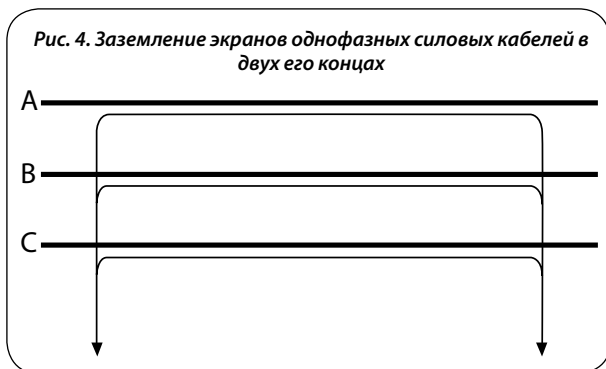 Рис. 4. Заземление экранов однофазных силовых кабелей в
двух его концах
A
B
C